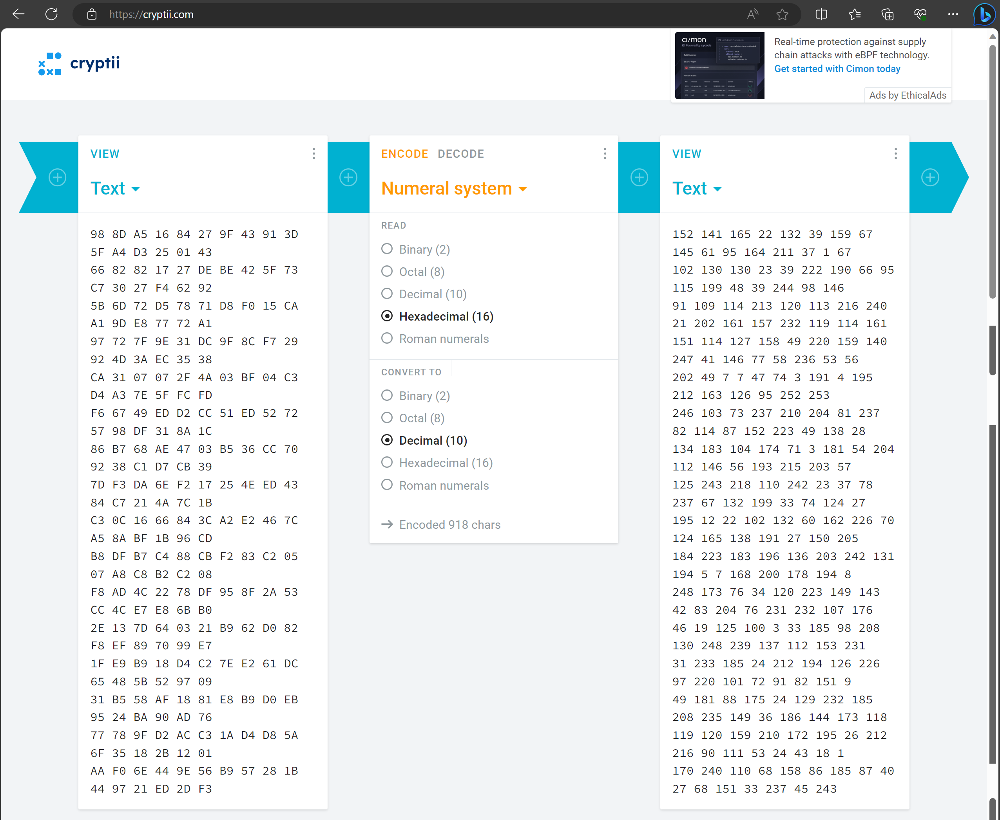 https://cryptii.com
cryptii
Real-time protection against supply
chain attacks with eBPF technology.
Get started with Cimon today
Ads by EthicalAds
ci/mon
Powered by cycode
Build Summary
Security Report
Network Events
VIEW
Text
98 8D A5 16 84 27 9F 43 91 3D
5F A4 D3 25 01 43
66 82 82 17 27 DE BE 42 5F 73
C7 30 27 F4 62 92
5B 6D 72 D5 78 71 D8 F0 15 CA
A1 9D E8 77 72 A1
97 72 7F 9E 31 DC 9F 8C F7 29
92 4D 3A EC 35 38
CA 31 07 07 2F 4A 03 BF 04 C3
D4 A3 7E 5F FC FD
F6 67 49 ED D2 CC 51 ED 52 72
57 98 DF 31 8A 1C
86 B7 68 AE 47 03 B5 36 CC 70
92 38 C1 D7 CB 39
7D F3 DA 6E F2 17 25 4E ED 43
84 C7 21 4A 7C 1B
C3 0C 16 66 84 3C A2 E2 46 7C
A5 8A BF 1B 96 CD
B8 DF B7 C4 88 CB F2 83 C2 05
07 A8 C8 B2 C2 08
F8 AD 4C 22 78 DF 95 8F 2A 53
CC 4C E7 E8 6B B0
2E 13 7D 64 03 21 B9 62 D0 82
F8 EF 89 70 99 E7
1F E9 B9 18 D4 C2 7E E2 61 DC
65 48 5B 52 97 09
31 B5 58 AF 18 81 E8 B9 D0 EB
95 24 BA 90 AD 76
77 78 9F D2 AC C3 1A D4 D8 5A
6F 35 18 2B 12 01
AA F0 6E 44 9E 56 B9 57 28 1B
44 97 21 ED 2D F3
ENCODE DECODE
Numeral system
READ
Binary (2)
Octal (8)
Decimal (10)
Hexadecimal (16)
Roman numerals
CONVERT TO
Binary (2)
Octal (8)
Decimal (10)
Hexadecimal (16)
Roman numerals
→ Encoded 918 chars
VIEW
Text
152 141 165 22 132 39 159 67
145 61 95 164 211 37 1 67
102 130 130 23 39 222 190 66 95
115 199 48 39 244 98 146
91 109 114 213 120 113 216 240
21 202 161 157 232 119 114 161
151 114 127 158 49 220 159 140
247 41 146 77 58 236 53 56
202 49 7 7 47 74 3 191 4 195
212 163 126 95 252 253
246 103 73 237 210 204 81 237
82 114 87 152 223 49 138 28
134 183 104 174 71 3 181 54 204
112 146 56 193 215 203 57
125 243 218 110 242 23 37 78
237 67 132 199 33 74 124 27
195 12 22 102 132 60 162 226 70
124 165 138 191 27 150 205
184 223 183 196 136 203 242 131
194 5 7 168 200 178 194 8
248 173 76 34 120 223 149 143
42 83 204 76 231 232 107 176
46 19 125 100 3 33 185 98 208
130 248 239 137 112 153 231
31 233 185 24 212 194 126 226
97 220 101 72 91 82 151 9
49 181 88 175 24 129 232 185
208 235 149 36 186 144 173 118
119 120 159 210 172 195 26 212
216 90 111 53 24 43 18 1
170 240 110 68 158 86 185 87 40
27 68 151 33 237 45 243